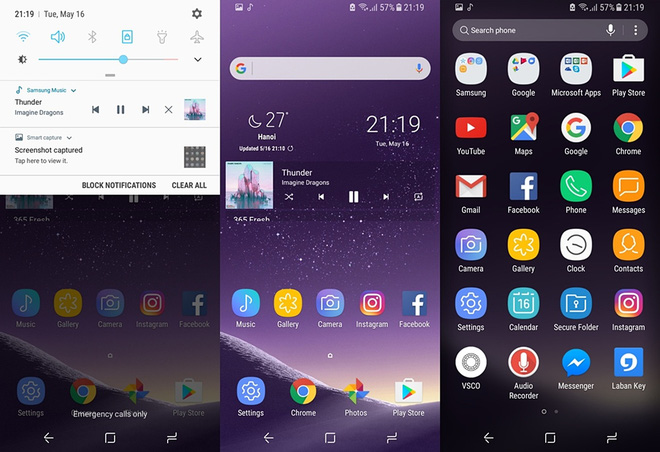 21:19 Tue, May 16
Samsung Music
Thunder
Imagine Dragons
Smart capture
Screenshot captured
Tap here to view it.
BLOCK NOTIFICATIONS CLEAR ALL
365 Fresh
Music Gallery Camera Instagram Facebook
Settings Chrome Photos Play Store
Emergency calls only
57% 21:19
G
27°
Hanoi
Updated 5/16 21:18
21:19
Tue, May 16
Thunder
Imagine Dragons
365 Fresh
Music Gallery Camera Instagram Facebook
Settings Chrome Photos Play Store
57% 21:19
Search phone
Samsung Google Microsoft Apps Play Store
YouTube Maps Google Chrome
Gmail Facebook Phone Messages
Camera Gallery Clock Contacts
16
Settings Calendar Secure Folder Instagram
VSCO Audio Recorder Messenger Laban Key